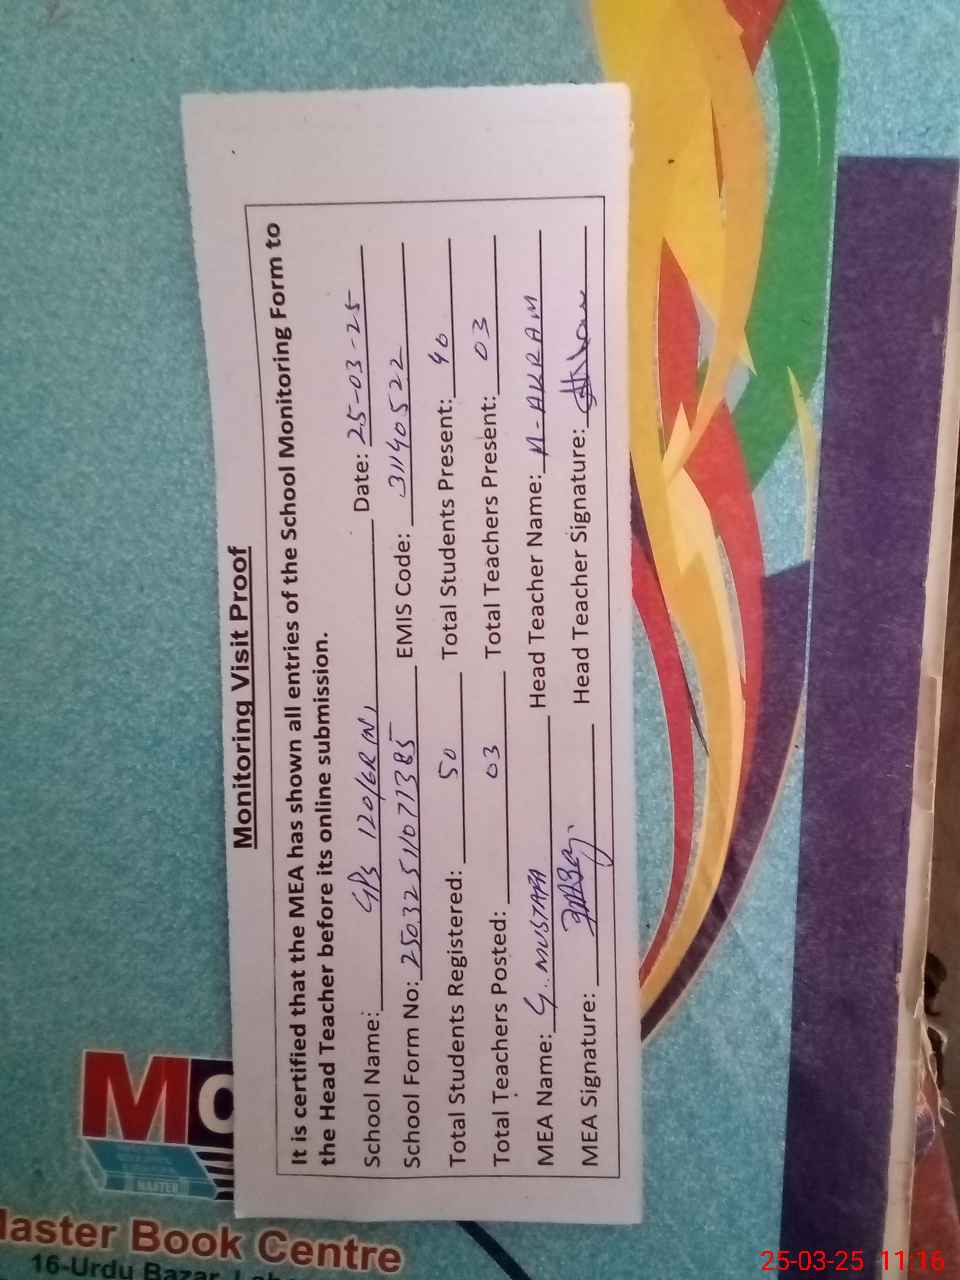 Monitoring Visit Proof
It is certified that the MEA has shown all entries of the School Monitoring Form to
the Head Teacher before its online submission.
School Name: GPS 120/6R (N) Date: 25-03-25
School Form No: 25032511071385 EMIS Code: 31140522
Total Students Registered: 50 Total Students Present: 40
Total Teachers Posted: 03 Total Teachers Present: 03
MEA Name: G. MUSTAFA Head Teacher Name: M-AKRAM
MEA Signature: Head Teacher Signature:
MASTER
Master Book Centre
16-Urdu Bazar
25-03-25 11:16